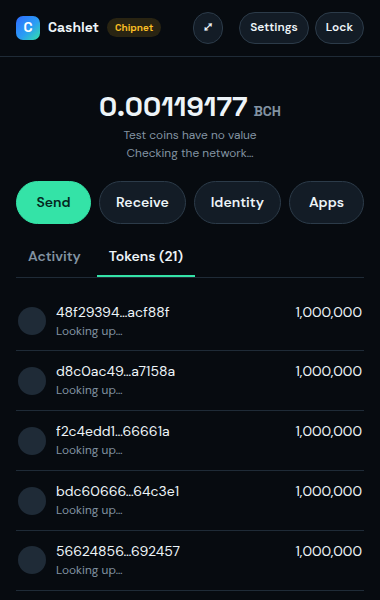 C Cashlet Chipnet Settings Lock
0.00119177 BCH
Test coins have no value
Checking the network…
Send Receive Identity Apps
Activity Tokens (21)
48f29394…acf88f 1,000,000
Looking up…
d8c0ac49…a7158a 1,000,000
Looking up…
f2c4edd1…66661a 1,000,000
Looking up…
bdc60666…64c3e1 1,000,000
Looking up…
56624856…692457 1,000,000
Looking up…